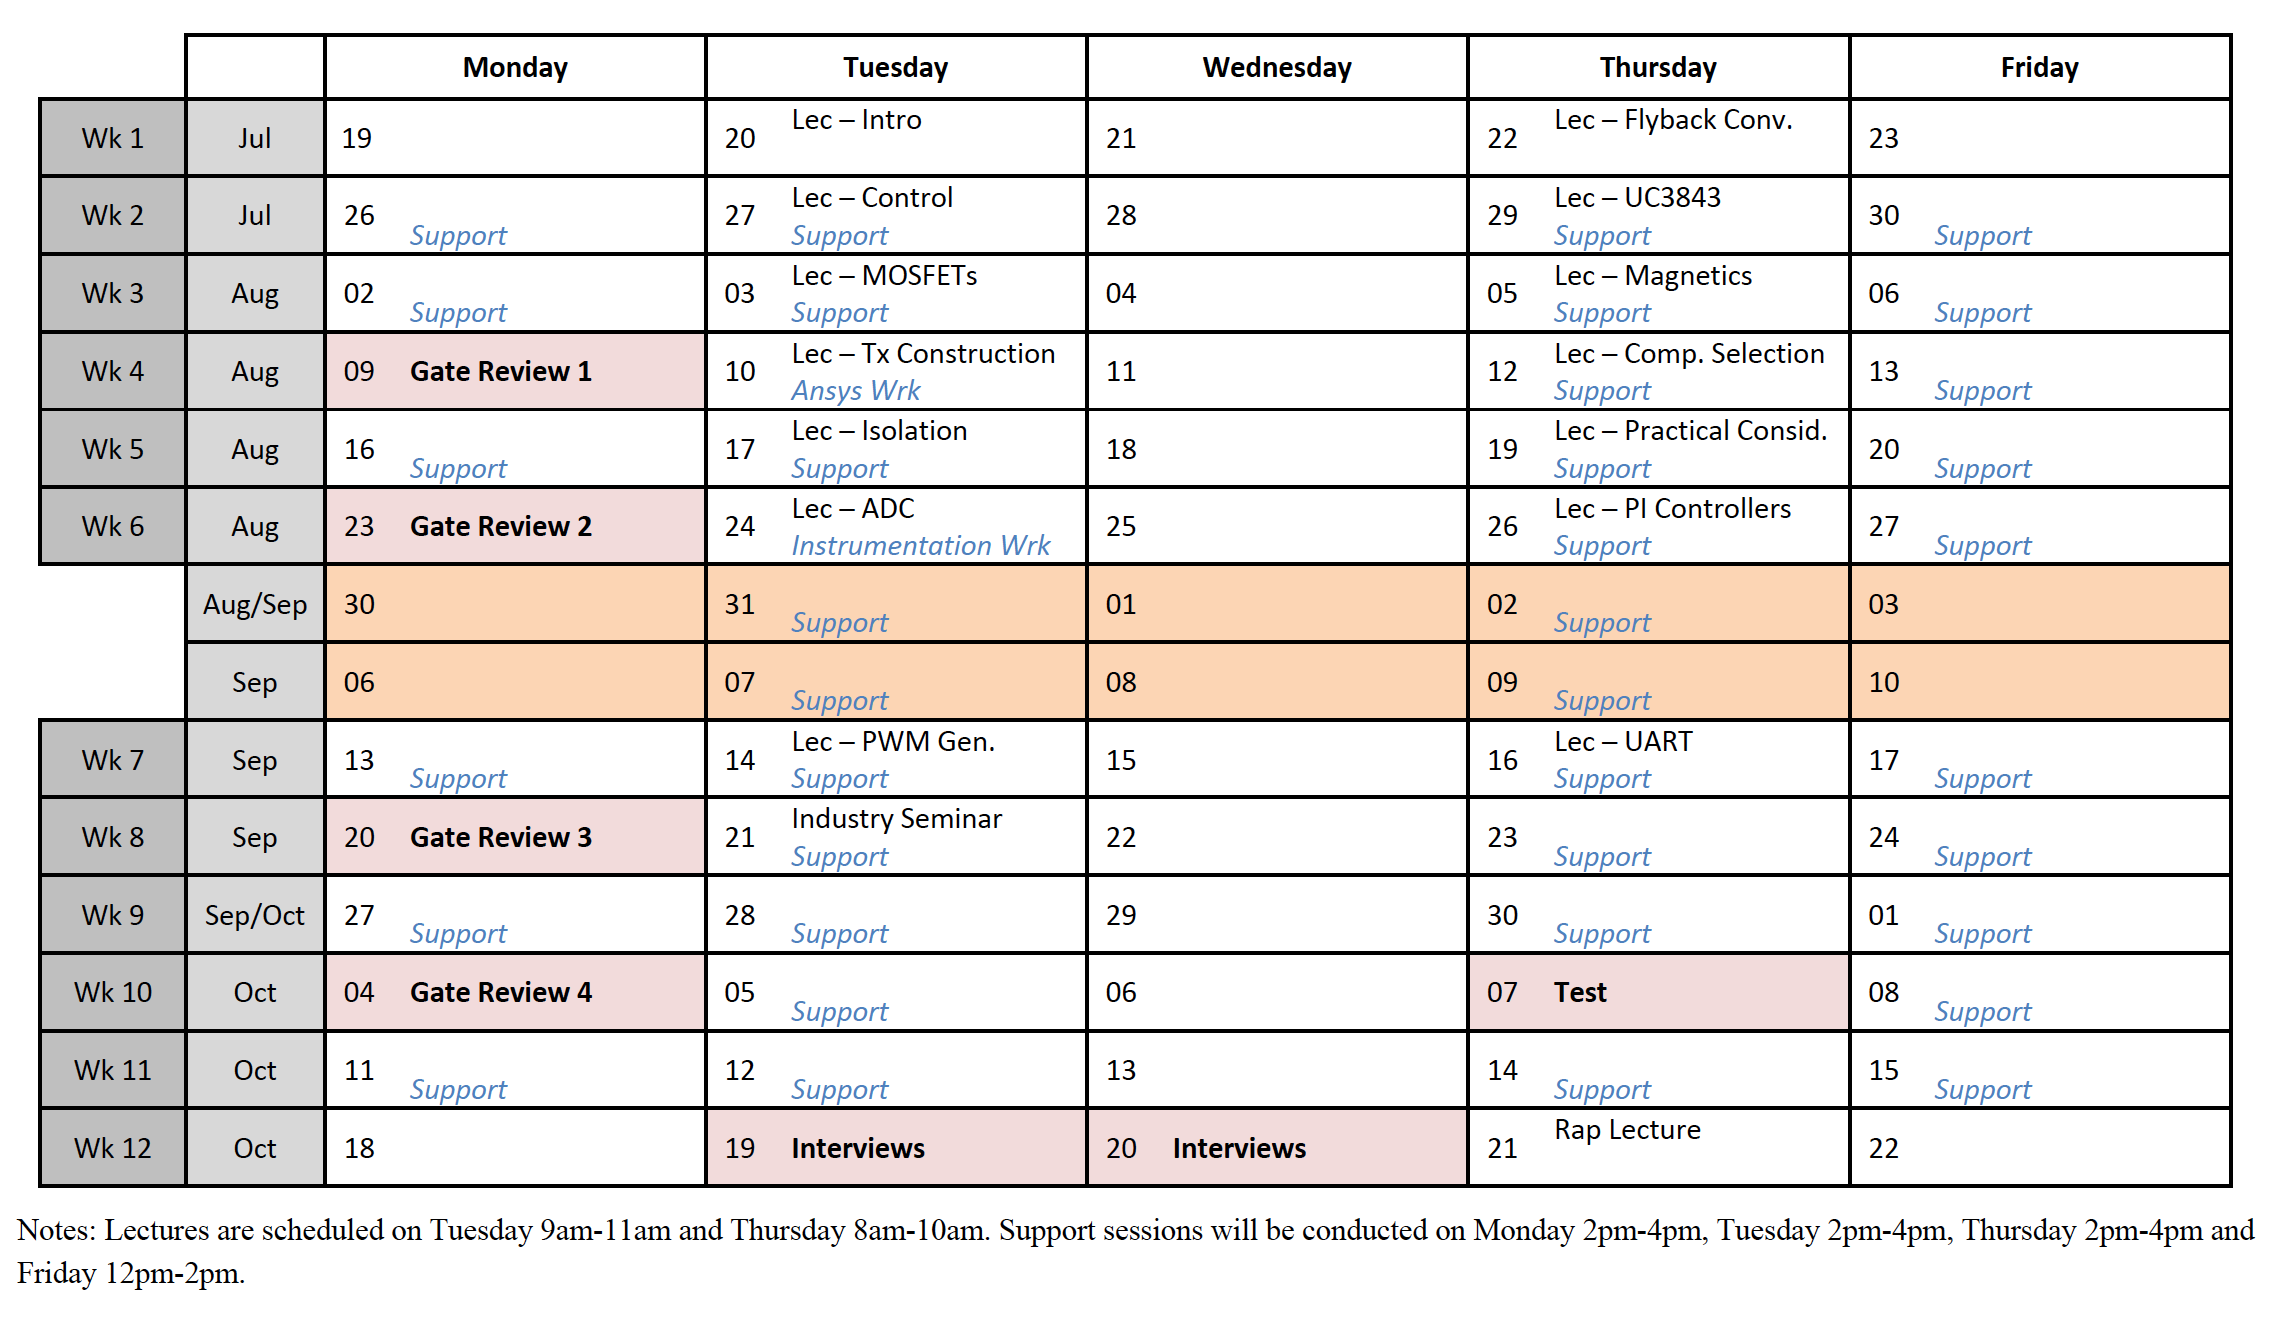 Monday Tuesday Wednesday Thursday Friday
Wk 1 Jul 19 20 Lec – Intro 21 22 Lec – Flyback Conv. 23
Wk 2 Jul 26 Support 27 Lec – Control Support 28 29 Lec – UC3843 Support 30 Support
Wk 3 Aug 02 Support 03 Lec – MOSFETs Support 04 05 Lec – Magnetics Support 06 Support
Wk 4 Aug 09 Gate Review 1 10 Lec – Tx Construction Ansys Wrk 11 12 Lec – Comp. Selection Support 13 Support
Wk 5 Aug 16 Support 17 Lec – Isolation Support 18 19 Lec – Practical Consid. Support 20 Support
Wk 6 Aug 23 Gate Review 2 24 Lec – ADC Instrumentation Wrk 25 26 Lec – PI Controllers Support 27 Support
Aug/Sep 30 31 Support 01 02 Support 03
Sep 06 07 Support 08 09 Support 10
Wk 7 Sep 13 Support 14 Lec – PWM Gen. Support 15 16 Lec – UART Support 17 Support
Wk 8 Sep 20 Gate Review 3 21 Industry Seminar Support 22 23 Support 24 Support
Wk 9 Sep/Oct 27 Support 28 Support 29 30 Support 01 Support
Wk 10 Oct 04 Gate Review 4 05 Support 06 07 Test 08 Support
Wk 11 Oct 11 Support 12 Support 13 14 Support 15 Support
Wk 12 Oct 18 19 Interviews 20 Interviews 21 Rap Lecture 22
Notes: Lectures are scheduled on Tuesday 9am-11am and Thursday 8am-10am. Support sessions will be conducted on Monday 2pm-4pm, Tuesday 2pm-4pm, Thursday 2pm-4pm and
Friday 12pm-2pm.